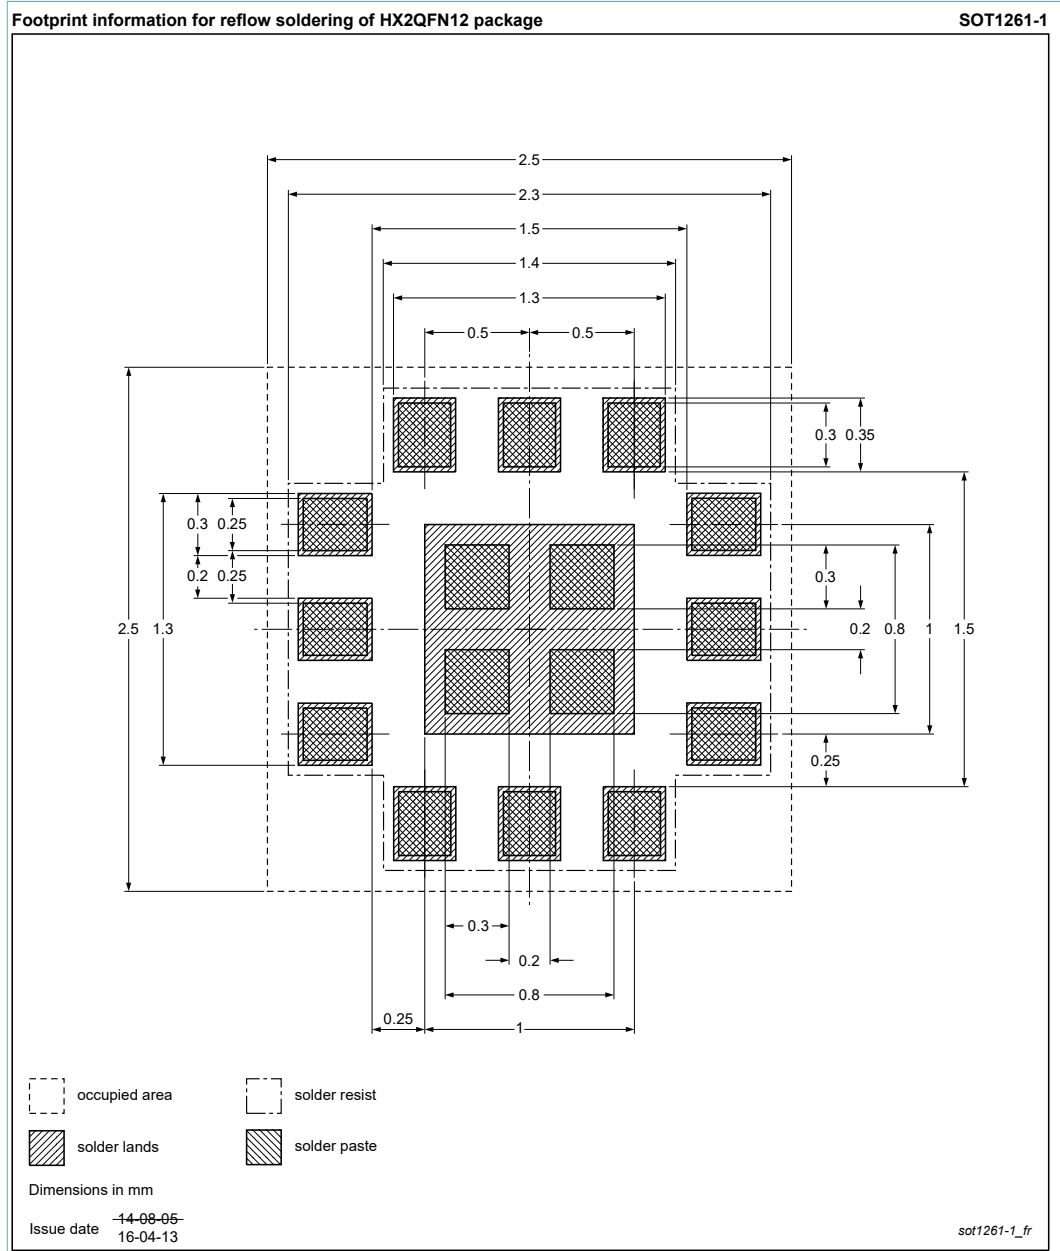 Footprint information for reflow soldering of HX2QFN12 package SOT1261-1
2.5
2.3
1.5
1.4
1.3
0.5 0.5
0.3 0.35
0.3 0.25
0.2 0.25
0.3
2.5 1.3 0.2 0.8 1 1.5
0.25
0.3
0.2
0.8
0.25 1
occupied area solder resist
solder lands solder paste
Dimensions in mm
14-08-05
Issue date
16-04-13
sot1261-1_fr